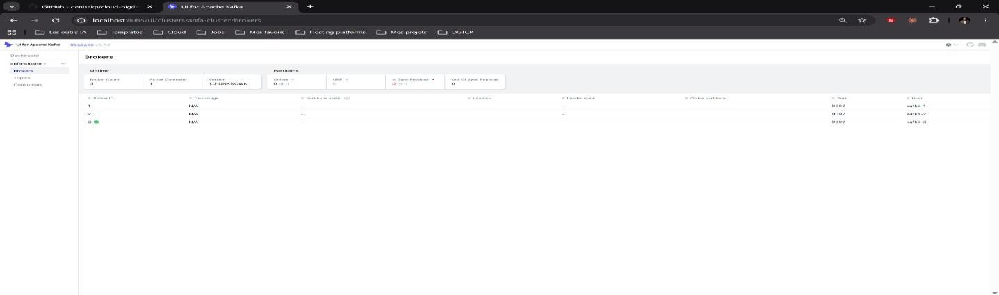 GitHub - denisakp/cloud-bigda
UI for Apache Kafka
localhost:8085/ui/clusters/anfa-cluster/brokers
Les outils IA Templates Cloud Jobs Mes favoris Hosting platforms Mes projets DGTCP
UI for Apache Kafka 83b5a60 v0.7.2
Dashboard
anfa-cluster
Brokers
Topics
Consumers
Brokers
Uptime Partitions
Broker Count Active Controller Version Online URP In Sync Replicas Out Of Sync Replicas
3 1 1.0-UNKNOWN 0 of 0 0 0 of 0 0
Broker ID Disk usage Partitions skew Leaders Leader skew Online partitions Port Host
1 N/A - - 9092 kafka-1
2 N/A - - 9092 kafka-2
3 N/A - - 9092 kafka-3